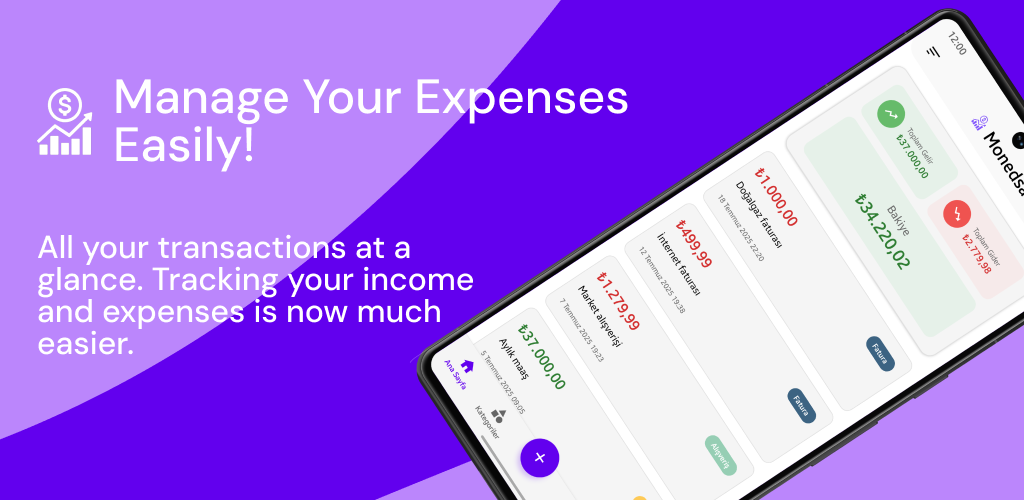 Manage Your Expenses
Easily!
All your transactions at a
glance. Tracking your income
and expenses is now much
easier.
12:00
Toplam Gelir
₺37.000,00
Toplam Gider
₺2.779,98
Bakiye
₺34.220,02
₺1.000,00
Doğalgaz faturası
18 Temmuz 2025 22:20
Fatura
₺499,99
İnternet faturası
12 Temmuz 2025 19:38
Fatura
₺1.279,99
Market alışverişi
7 Temmuz 2025 19:23
Alışveriş
₺37.000,00
Aylık maaş
5 Temmuz 2025 09:05
Ana Sayfa
Kategoriler